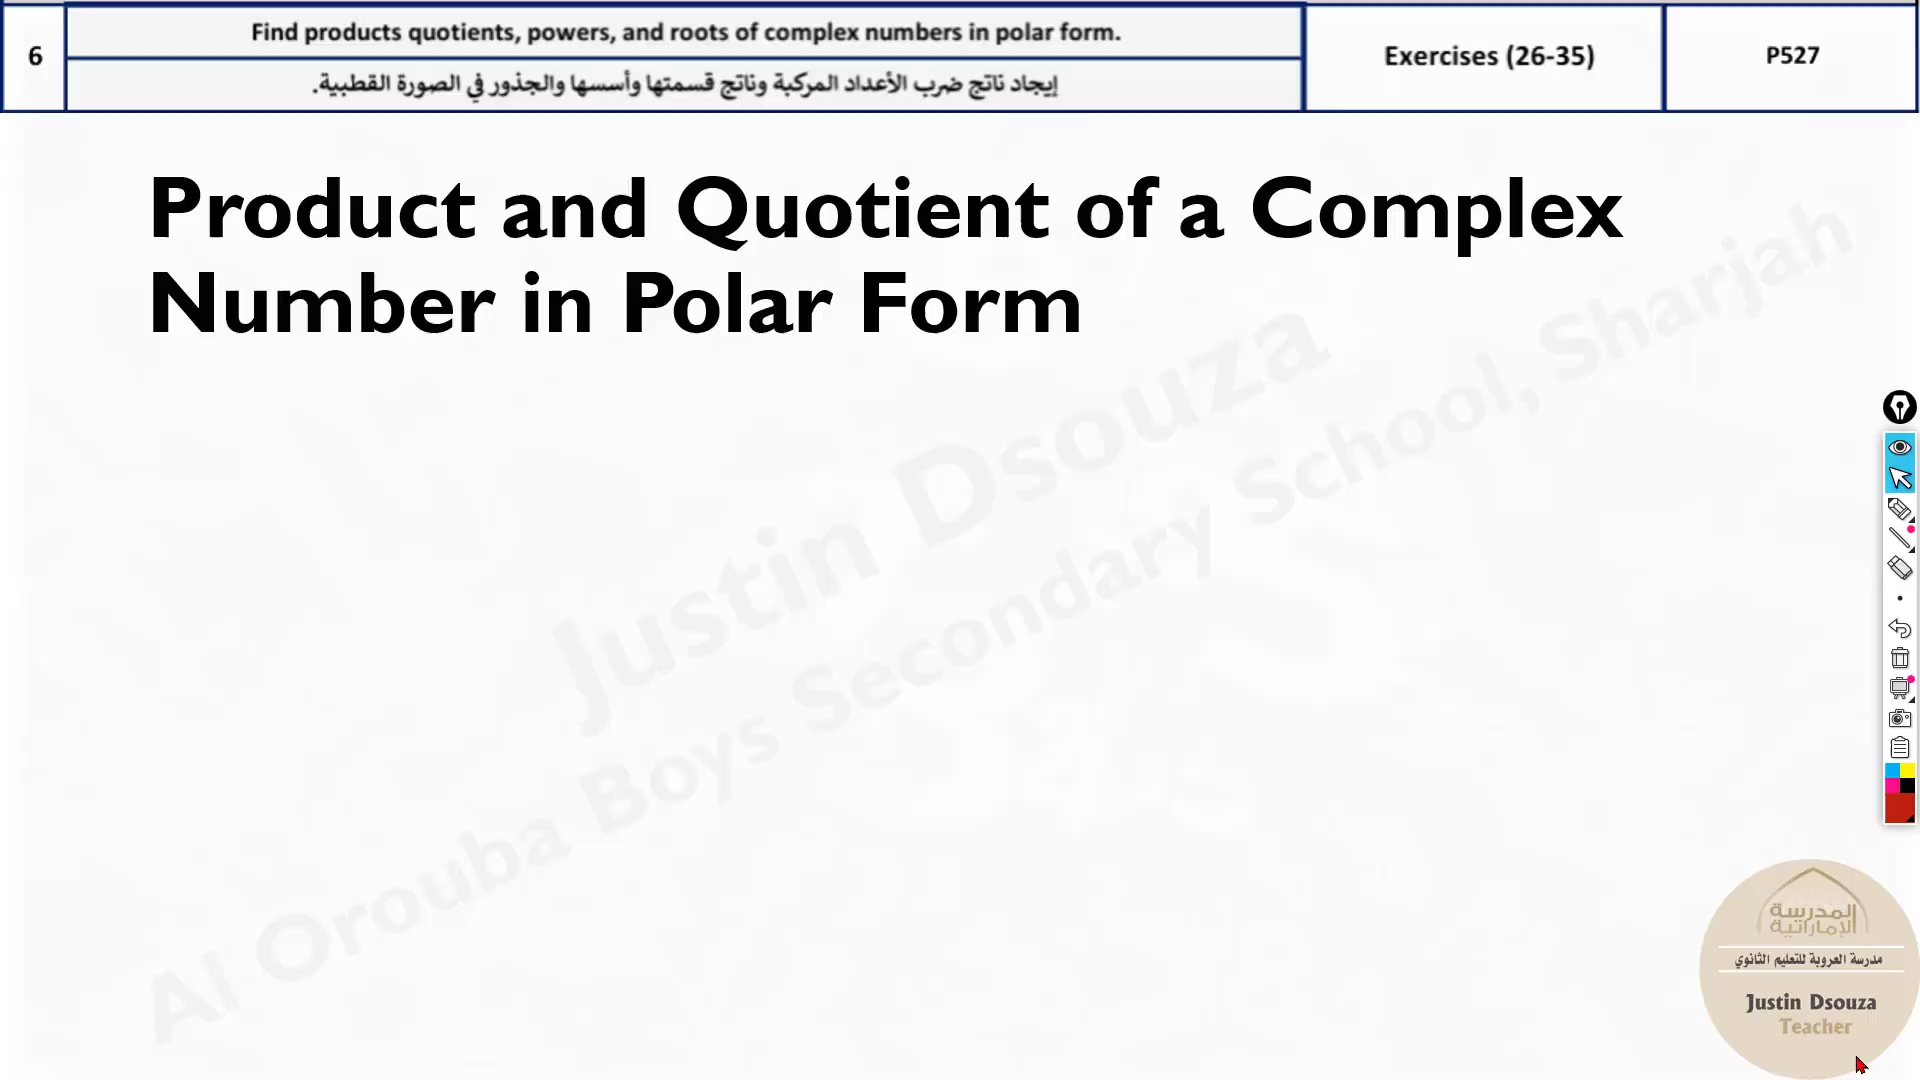 6
Find products quotients, powers, and roots of complex numbers in polar form.
إيجاد ناتج ضرب الأعداد المركبة وناتج قسمتها وأسسها والجذور في الصورة القطبية.
Exercises (26-35)
P527
Product and Quotient of a Complex
Number in Polar Form
Justin Dsouza
Al Orouba Boys Secondary School, Sharjah
المدرسة
الإماراتية
مدرسة العروبة للتعليم الثانوي
Justin Dsouza
Teacher